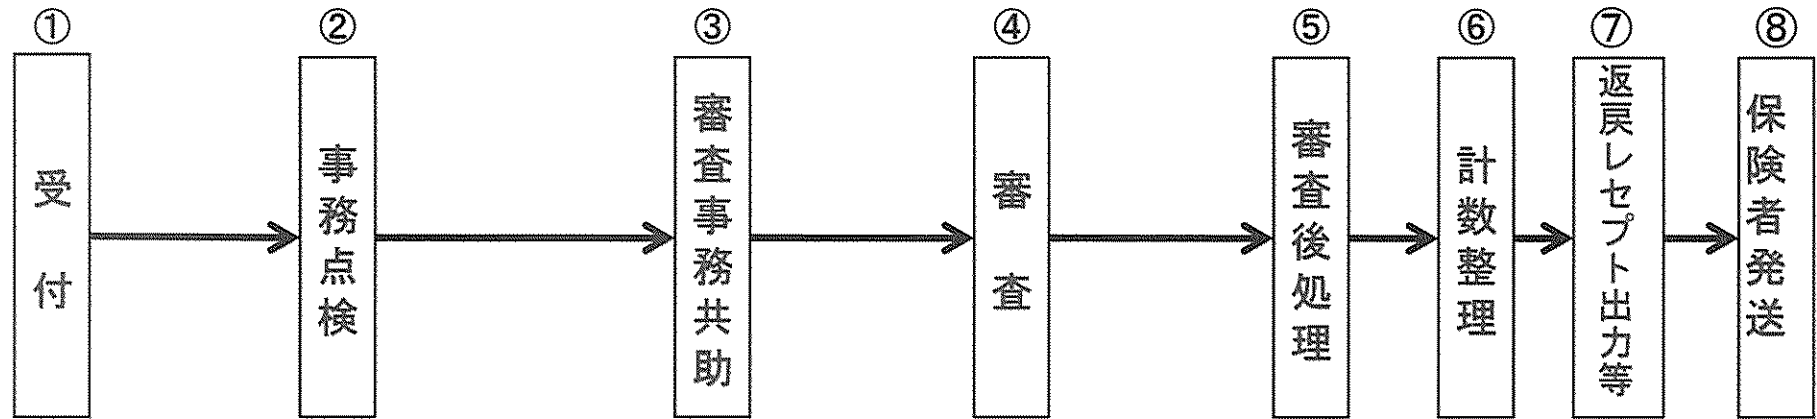 ①
受付
②
事務点検
③
審査事務共助
④
審査
⑤
審査後処理
⑥
計数整理
⑦
返戻レセプト出力等
⑧
保険者発送